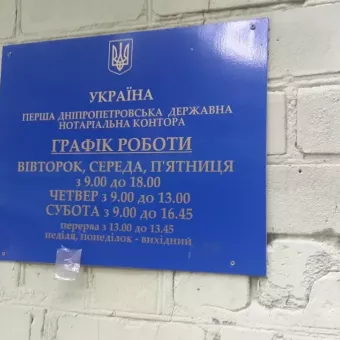 УКРАЇНА
ПЕРША ДНІПРОПЕТРОВСЬКА ДЕРЖАВНА
НОТАРІАЛЬНА КОНТОРА
ГРАФІК РОБОТИ
ВІВТОРОК, СЕРЕДА, П'ЯТНИЦЯ
з 9.00 до 18.00
ЧЕТВЕР з 9.00 до 13.00
СУБОТА з 9.00 до 16.45
перерва з 13.00 до 13.45
неділя, понеділок - вихідний